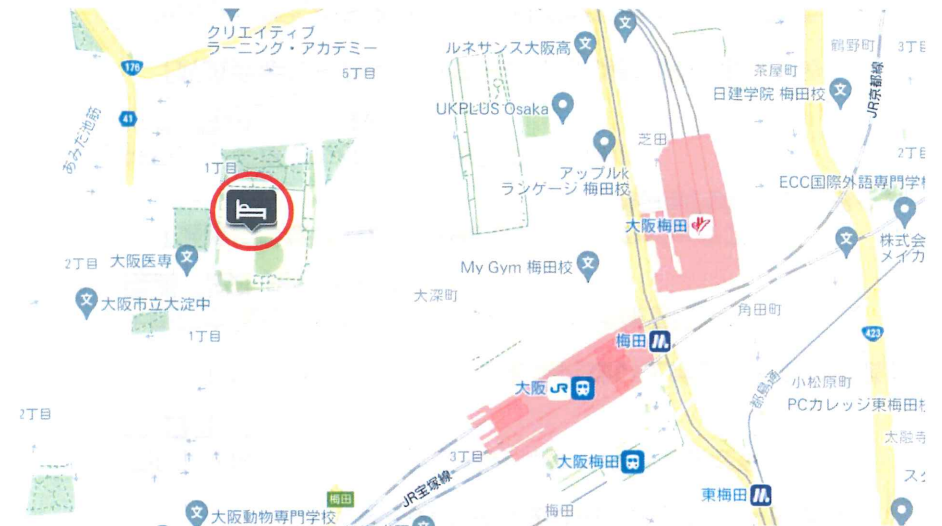 クリエイティブ
ラーニング・アカデミー
ルネサンス大阪高
鶴野町
3丁目
176
5丁目
茶屋町
日建学院 梅田校
JR京都線
UKPLUS Osaka
41
あみだ池筋
芝田
2丁目
1丁目
アップルk
ランゲージ 梅田校
ECC国際外語専門学
大阪梅田
株式会
メイカ
2丁目
大阪医専
My Gym 梅田校
大深町
大阪市立大淀中
角田町
1丁目
梅田
423
大阪 JR
都島通
小松原町
PCカレッジ東梅田
2丁目
太融寺
3丁目
大阪梅田
JR宝塚線
梅田
東梅田
梅田
大阪動物専門学校